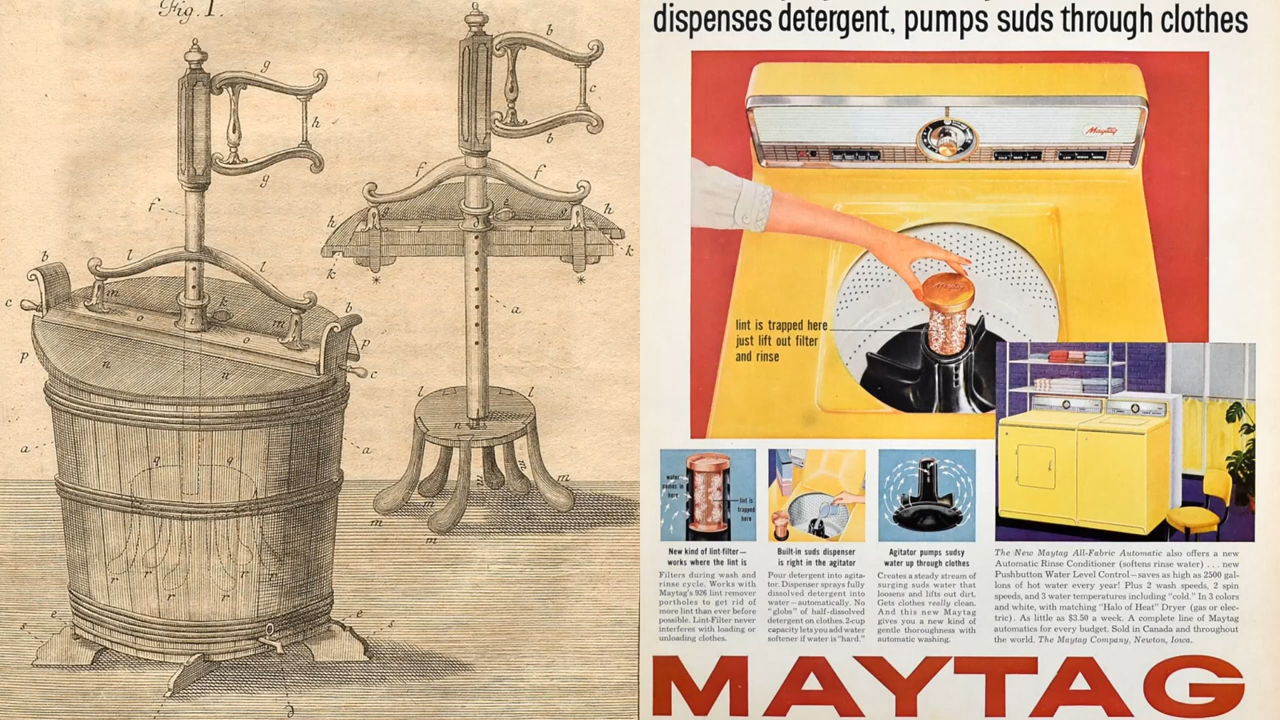 Fig. I.
g
b
c
b
h
g
f
f
f
h
h
k
k
k
l
l
b
c
m
k
o
o
m
b
p
p
c
n
n
a
l
l
n
a
a
q
q
m
m
m
m
r
r
e
s
dispenses detergent, pumps suds through clothes
Maytag
Maytag
lint is trapped here
just lift out filter
and rinse
water
comes in
here
lint is
trapped
here
New kind of lint-filter—
works where the lint is
Filters during wash and
rinse cycle. Works with
Maytag's 926 lint remover
portholes to get rid of
more lint than ever before
possible. Lint-Filter never
interferes with loading or
unloading clothes.
Built-in suds dispenser
is right in the agitator
Pour detergent into agita-
tor. Dispenser sprays fully
dissolved detergent into
water—automatically. No
"globs" of half-dissolved
detergent on clothes. 2-cup
capacity lets you add water
softener if water is "hard."
Agitator pumps sudsy
water up through clothes
Creates a steady stream of
surging suds water that
loosens and lifts out dirt.
Gets clothes really clean.
And this new Maytag
gives you a new kind of
gentle thoroughness with
automatic washing.
The New Maytag All-Fabric Automatic also offers a new
Automatic Rinse Conditioner (softens rinse water) . . . new
Pushbutton Water Level Control—saves as high as 2500 gal-
lons of hot water every year! Plus 2 wash speeds, 2 spin
speeds, and 3 water temperatures including "cold." In 3 colors
and white, with matching "Halo of Heat" Dryer (gas or elec-
tric). As little as $3.50 a week. A complete line of Maytag
automatics for every budget. Sold in Canada and throughout
the world. The Maytag Company, Newton, Iowa.
MAYTAG